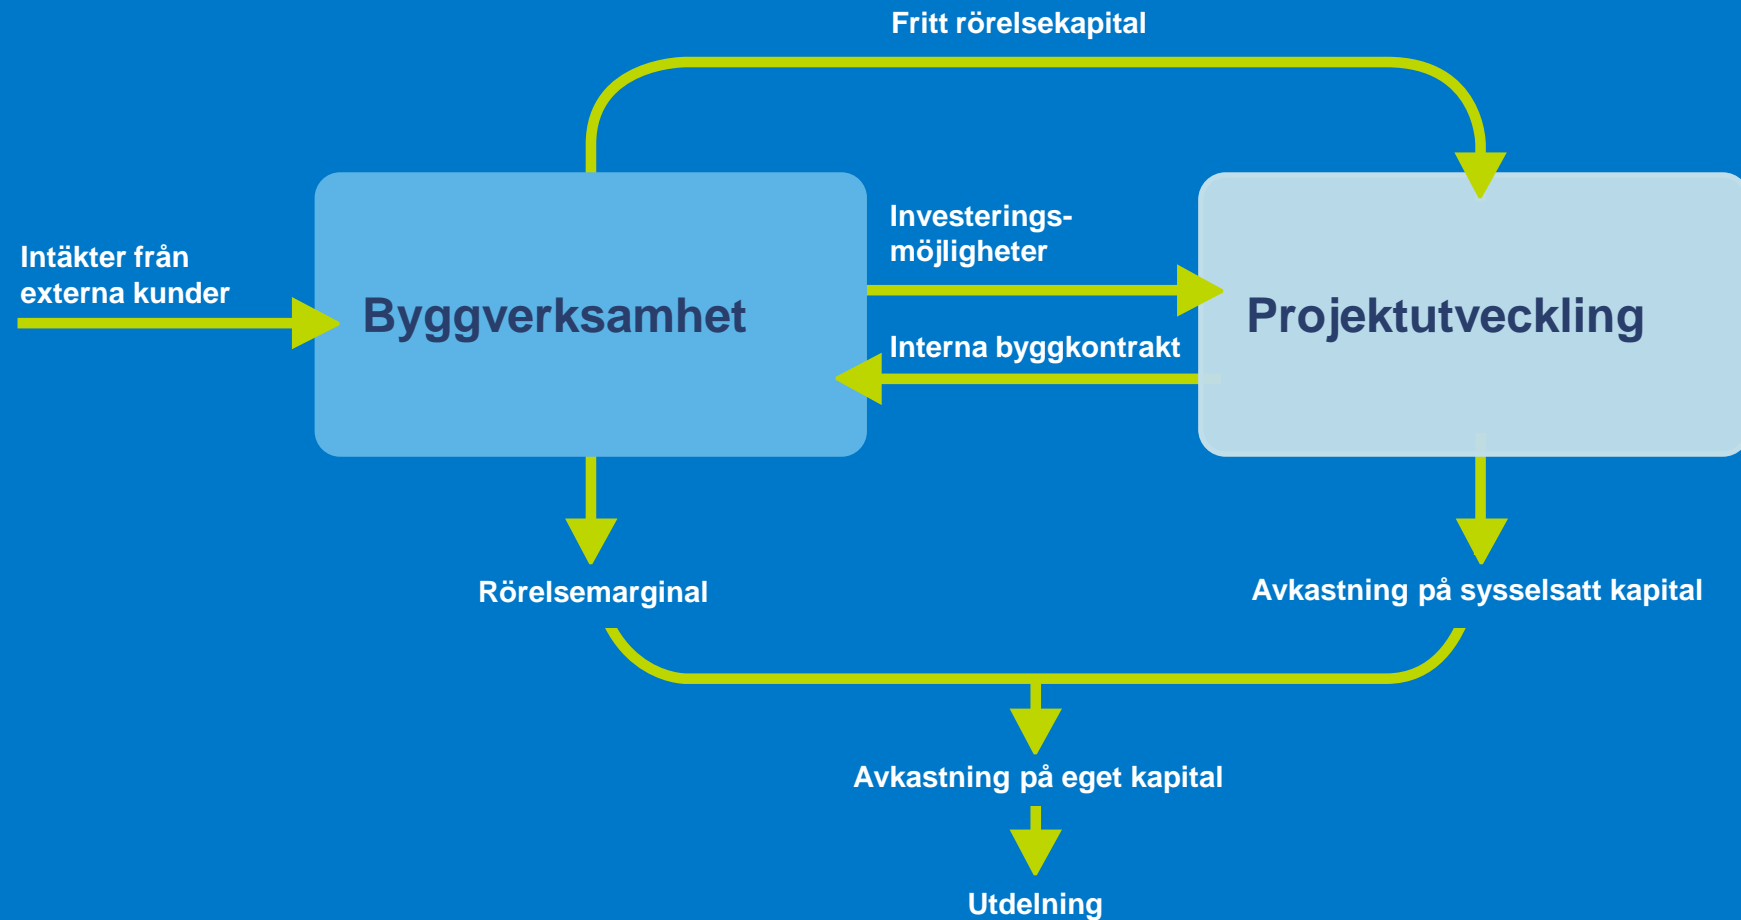 Fritt rörelsekapital
Intäkter från
externa kunder
Byggverksamhet
Investerings-
möjligheter
Interna byggkontrakt
Projektutveckling
Rörelsemarginal
Avkastning på sysselsatt kapital
Avkastning på eget kapital
Utdelning